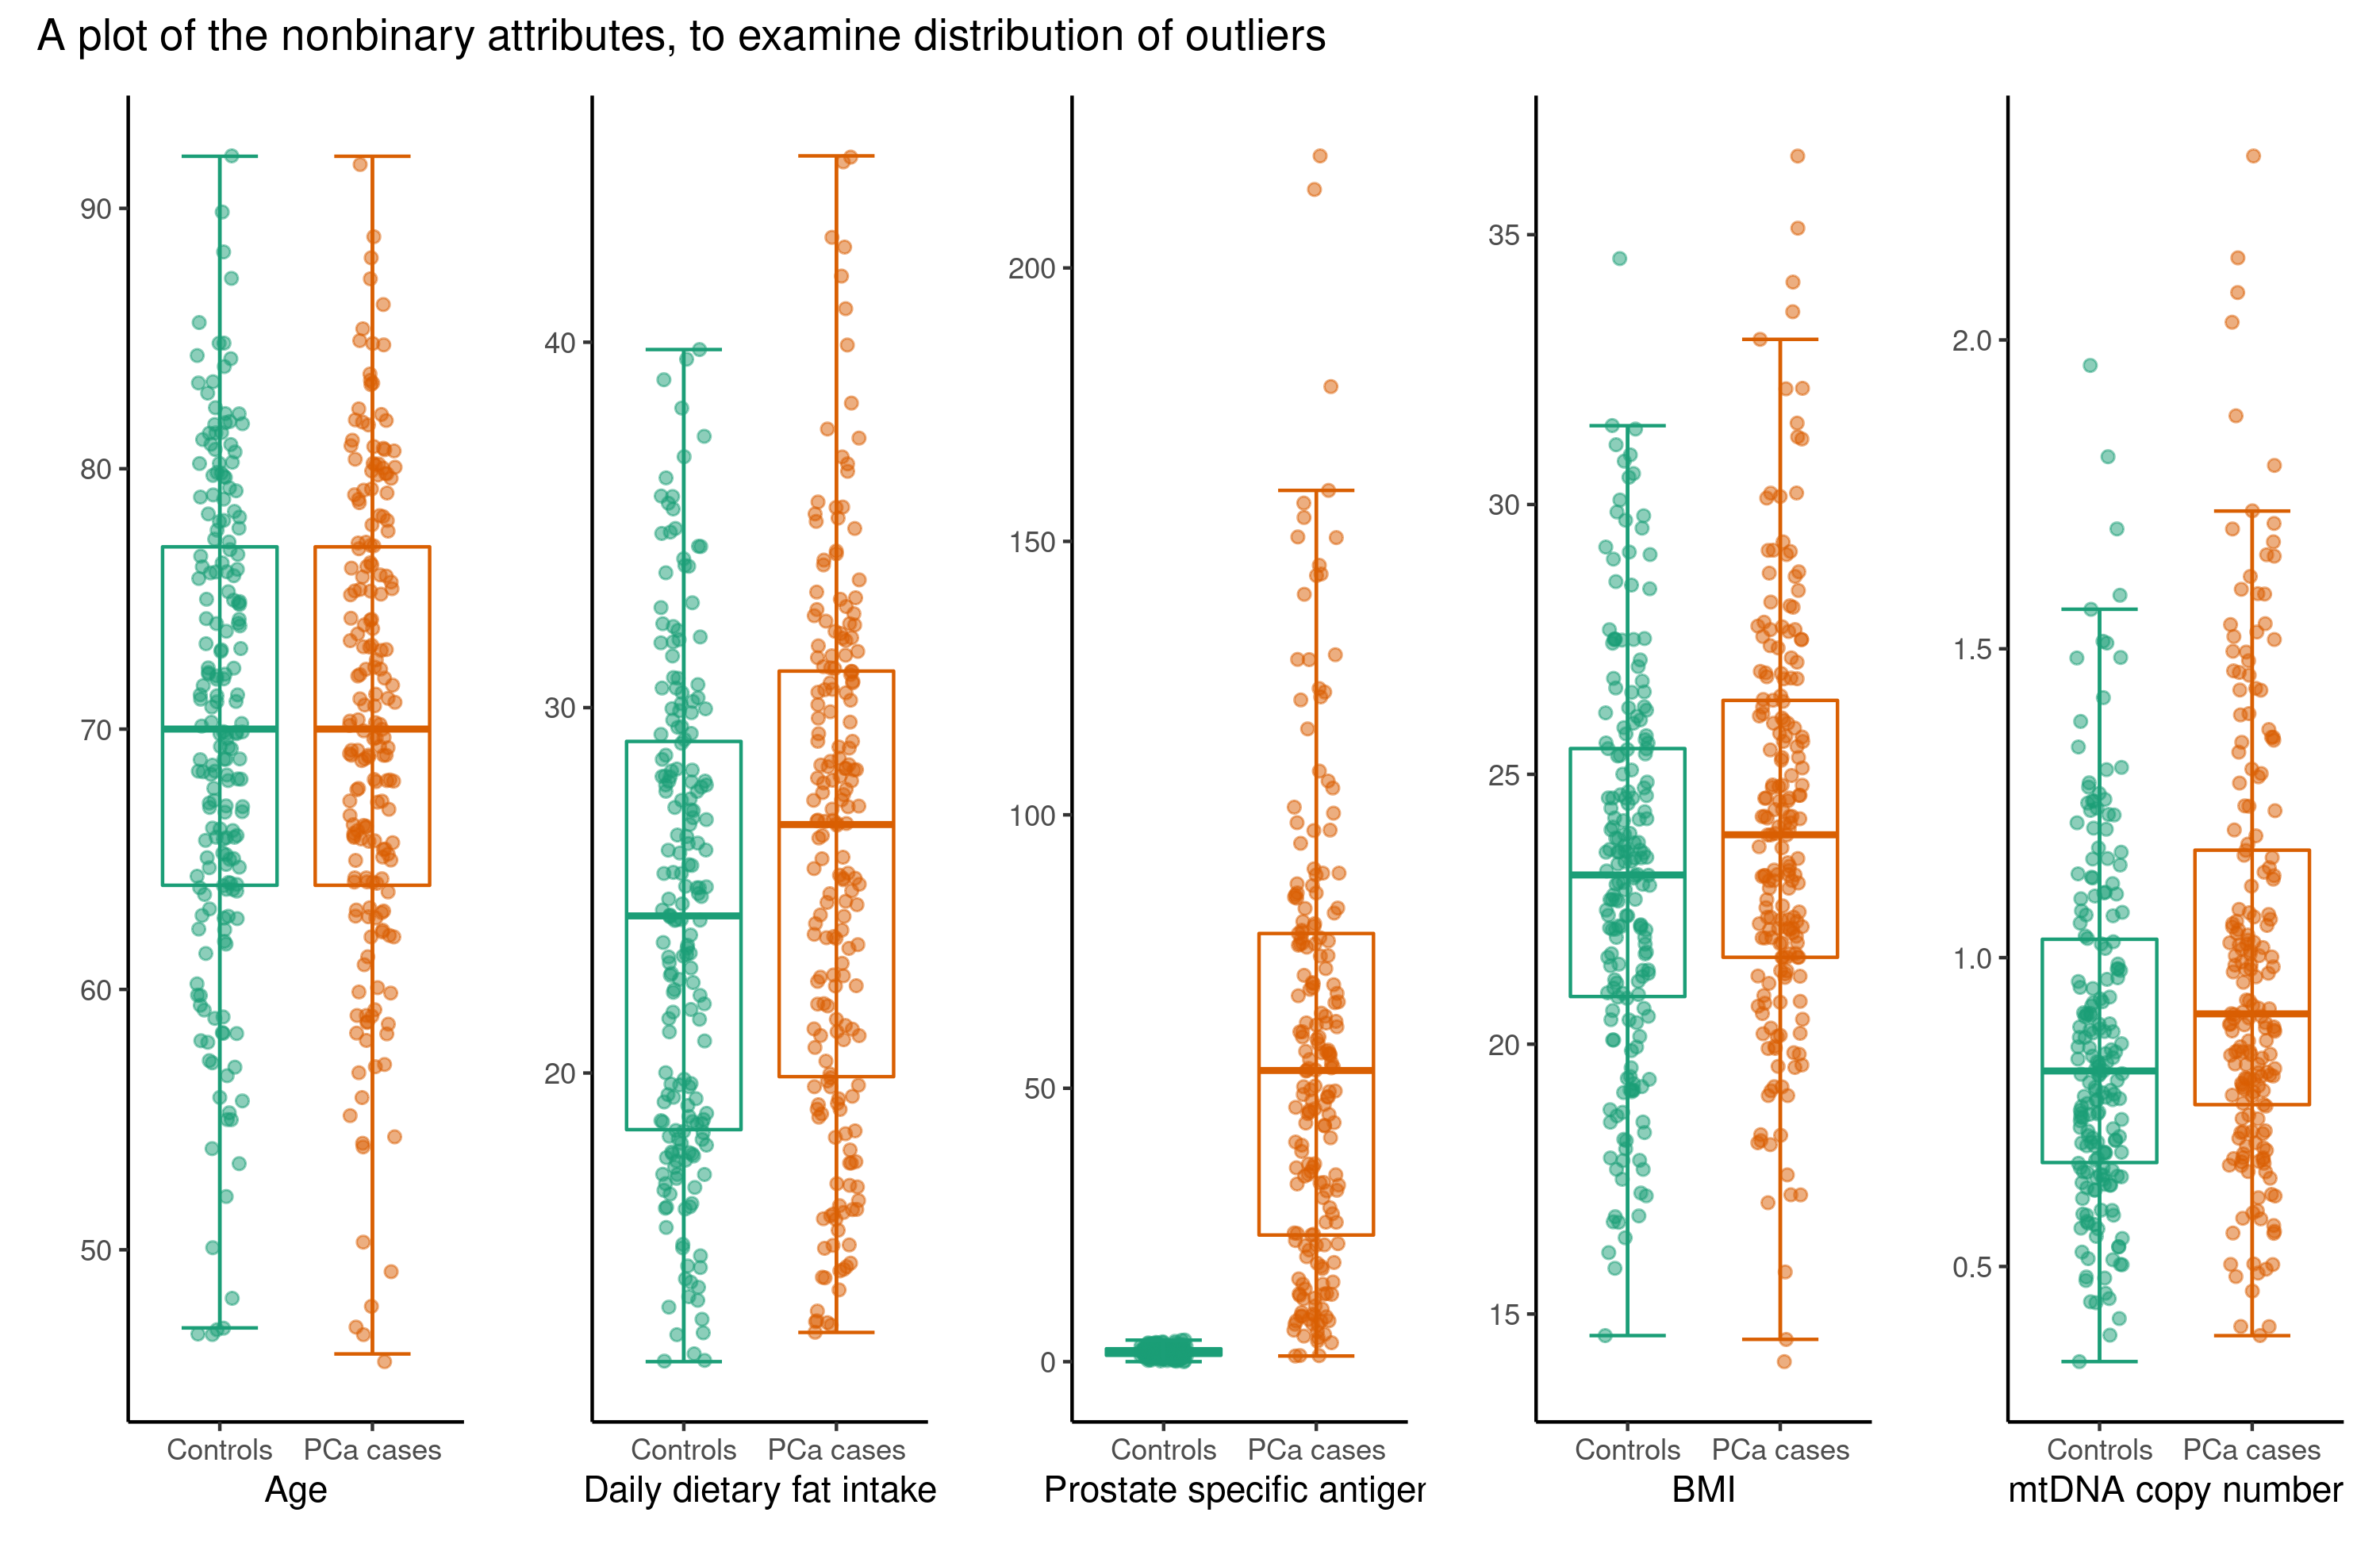 A plot of the nonbinary attributes, to examine distribution of outliers
90
80
70
60
50
Controls PCa cases
Age
40
30
20
Controls PCa cases
Daily dietary fat intake
200
150
100
50
0
Controls PCa cases
Prostate specific antigen
35
30
25
20
15
Controls PCa cases
BMI
2.0
1.5
1.0
0.5
Controls PCa cases
mtDNA copy number